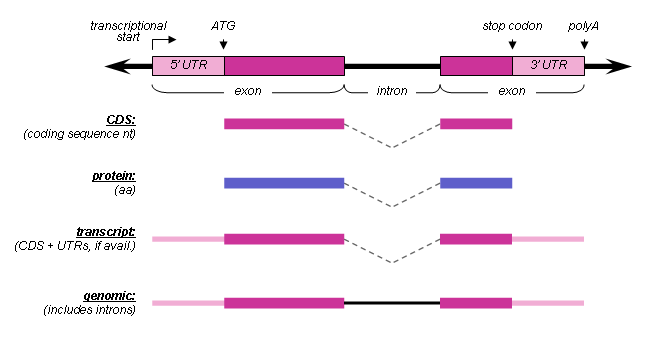 transcriptional
start
ATG
stop codon
polyA
5' UTR
3' UTR
exon
intron
exon
CDS:
(coding sequence nt)
protein:
(aa)
transcript:
(CDS + UTRs, if avail.)
genomic:
(includes introns)